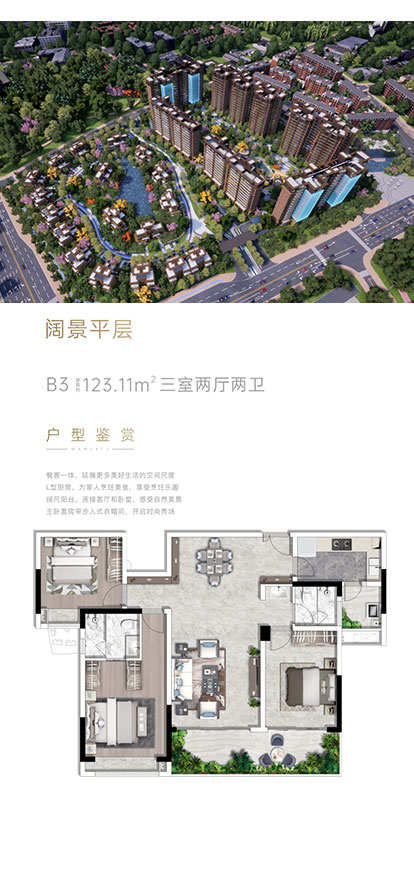 阔景平层
B3 建面约 123.11m² 三室两厅两卫
户型鉴赏
餐客一体，延展更多美好生活的空间尺度
L型厨房，为家人烹饪美食，享受烹饪乐趣
阔尺阳台，连接客厅和卧室，感受自然美景
主卧套房带步入式衣帽间，开启时尚秀场